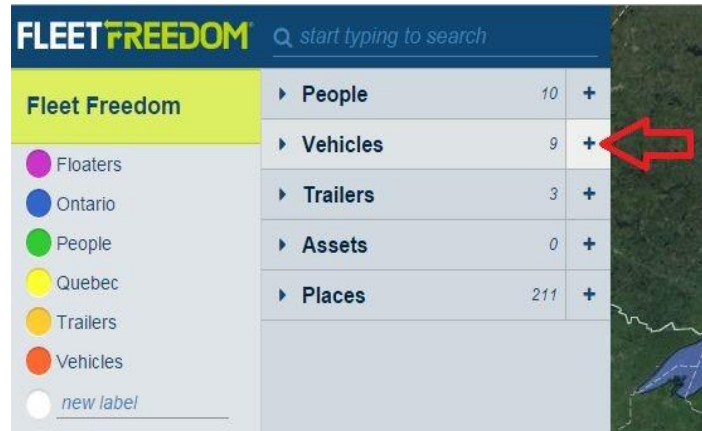 FLEETFREEDOM
start typing to search
Fleet Freedom
Floaters
Ontario
People
Quebec
Trailers
Vehicles
new label
People 10 +
Vehicles 9 +
Trailers 3 +
Assets 0 +
Places 211 +